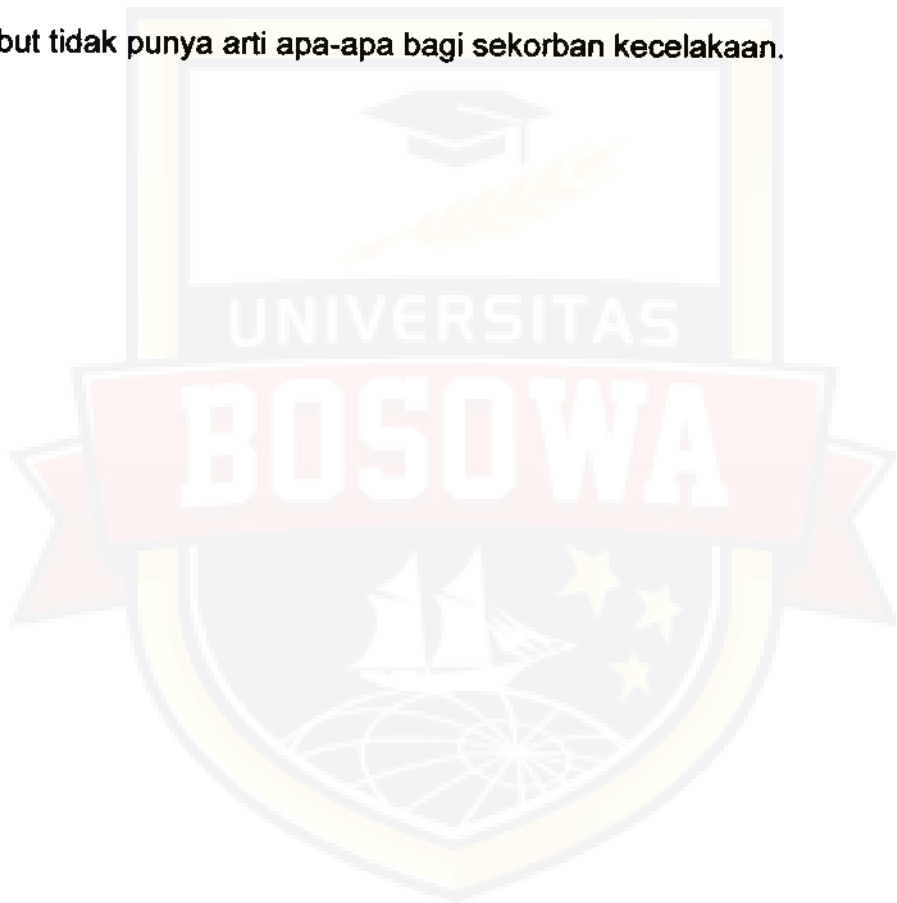 but tidak punya arti apa-apa bagi sekorban kecelakaan.
UNIVERSITAS
BOSOWA